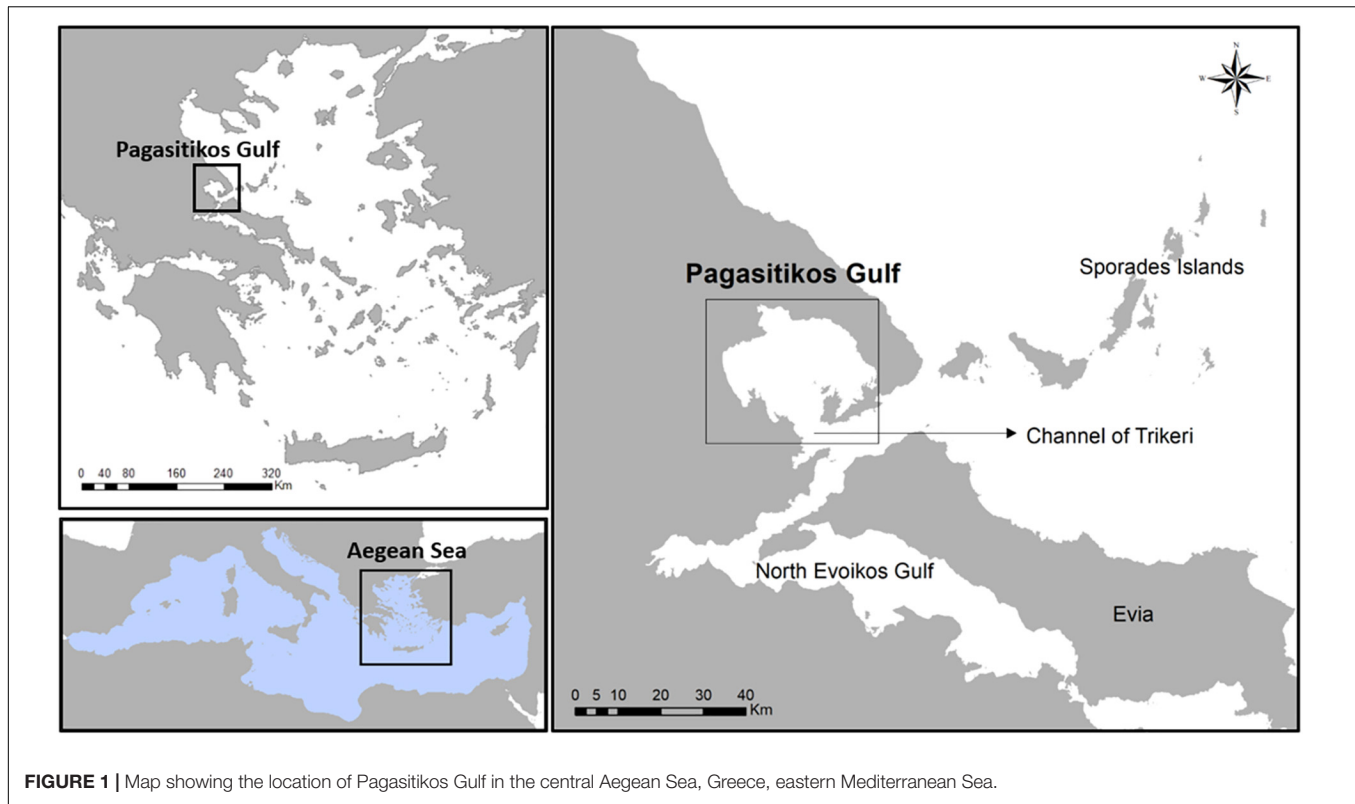 Pagasitikos Gulf
0 40 80 160 240 320
Km
Aegean Sea
N
W E
S
Pagasitikos Gulf
Sporades Islands
Channel of Trikeri
North Evoikos Gulf
Evia
0 5 10 20 30 40
Km
FIGURE 1 | Map showing the location of Pagasitikos Gulf in the central Aegean Sea, Greece, eastern Mediterranean Sea.